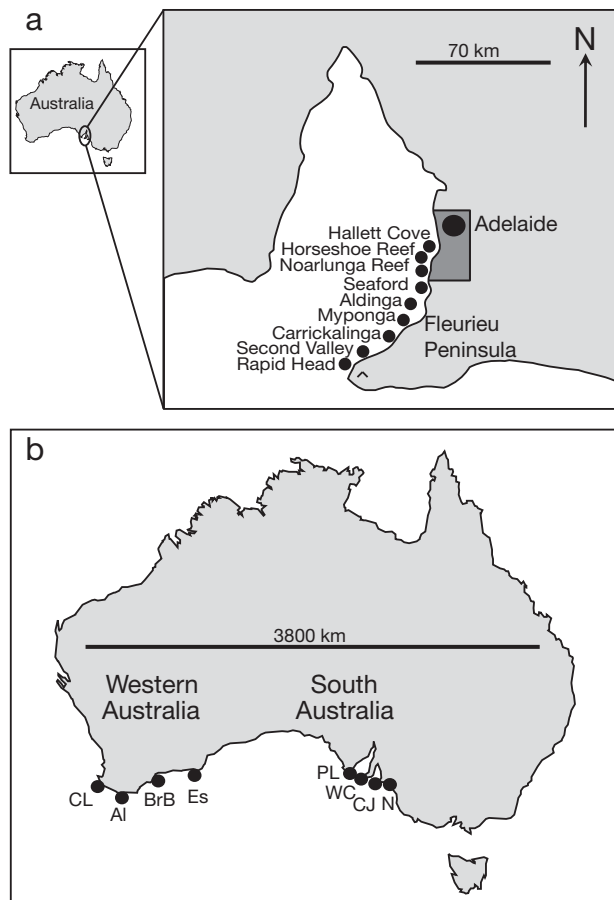 a
Australia
70 km
N
Adelaide
Hallett Cove
Horseshoe Reef
Noarlunga Reef
Seaford
Aldinga
Myponga
Carrickalinga
Second Valley
Rapid Head
Fleurieu
Peninsula
b
3800 km
Western
Australia
South
Australia
CL
Al
BrB
Es
PL
WC
CJ
N